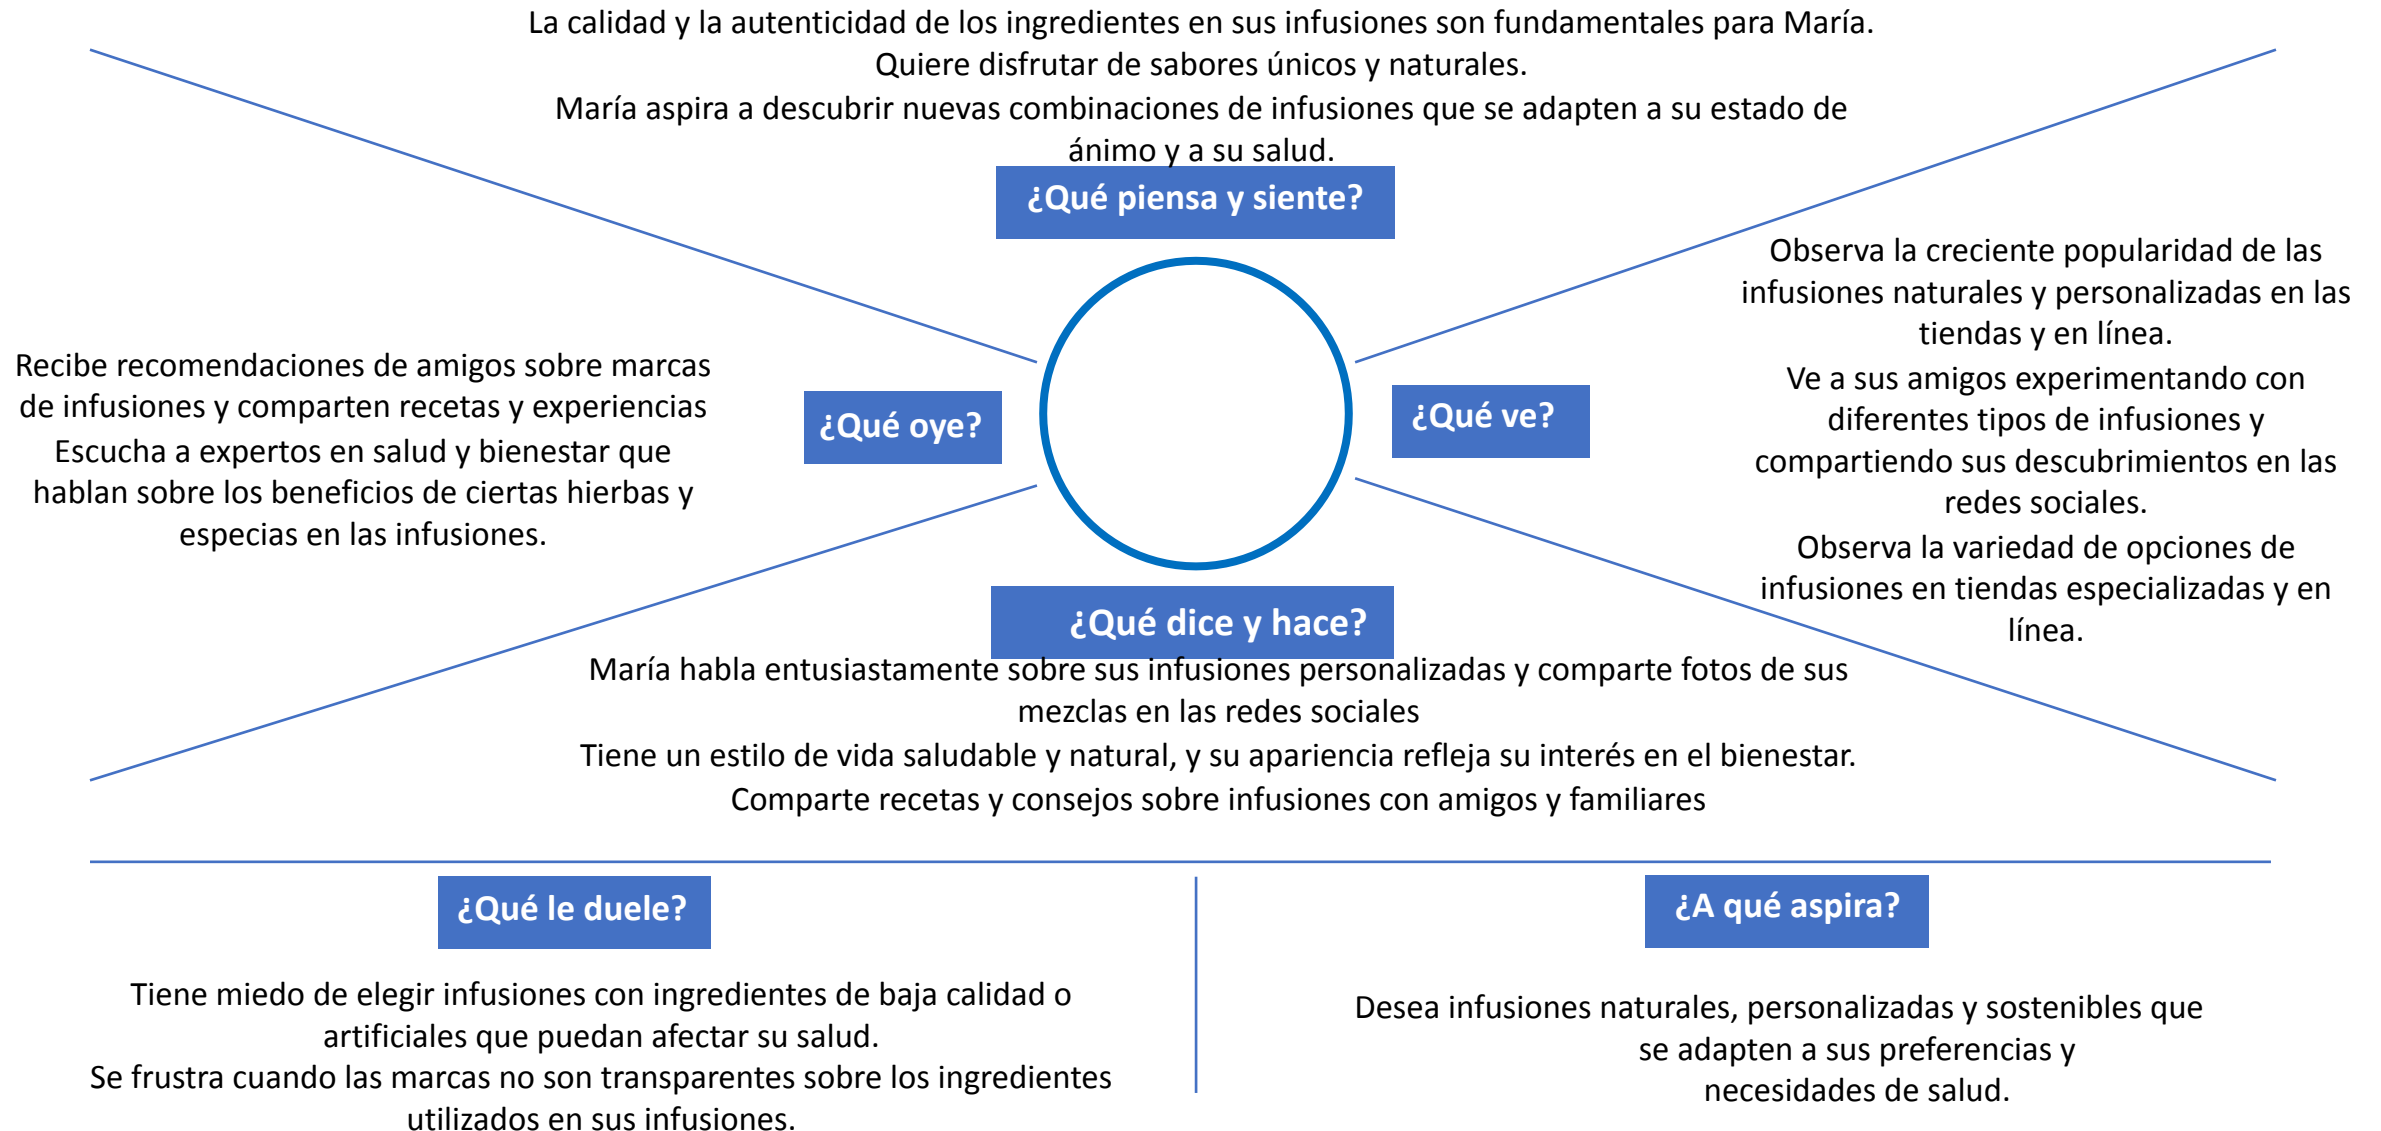 La calidad y la autenticidad de los ingredientes en sus infusiones son fundamentales para María.
Quiere disfrutar de sabores únicos y naturales.
María aspira a descubrir nuevas combinaciones de infusiones que se adapten a su estado de
ánimo y a su salud.
¿Qué piensa y siente?
Recibe recomendaciones de amigos sobre marcas
de infusiones y comparten recetas y experiencias
Escucha a expertos en salud y bienestar que
hablan sobre los beneficios de ciertas hierbas y
especias en las infusiones.
¿Qué oye?
¿Qué ve?
Observa la creciente popularidad de las
infusiones naturales y personalizadas en las
tiendas y en línea.
Ve a sus amigos experimentando con
diferentes tipos de infusiones y
compartiendo sus descubrimientos en las
redes sociales.
Observa la variedad de opciones de
infusiones en tiendas especializadas y en
línea.
¿Qué dice y hace?
María habla entusiastamente sobre sus infusiones personalizadas y comparte fotos de sus
mezclas en las redes sociales
Tiene un estilo de vida saludable y natural, y su apariencia refleja su interés en el bienestar.
Comparte recetas y consejos sobre infusiones con amigos y familiares
¿Qué le duele?
Tiene miedo de elegir infusiones con ingredientes de baja calidad o
artificiales que puedan afectar su salud.
Se frustra cuando las marcas no son transparentes sobre los ingredientes
utilizados en sus infusiones.
¿A qué aspira?
Desea infusiones naturales, personalizadas y sostenibles que
se adapten a sus preferencias y
necesidades de salud.